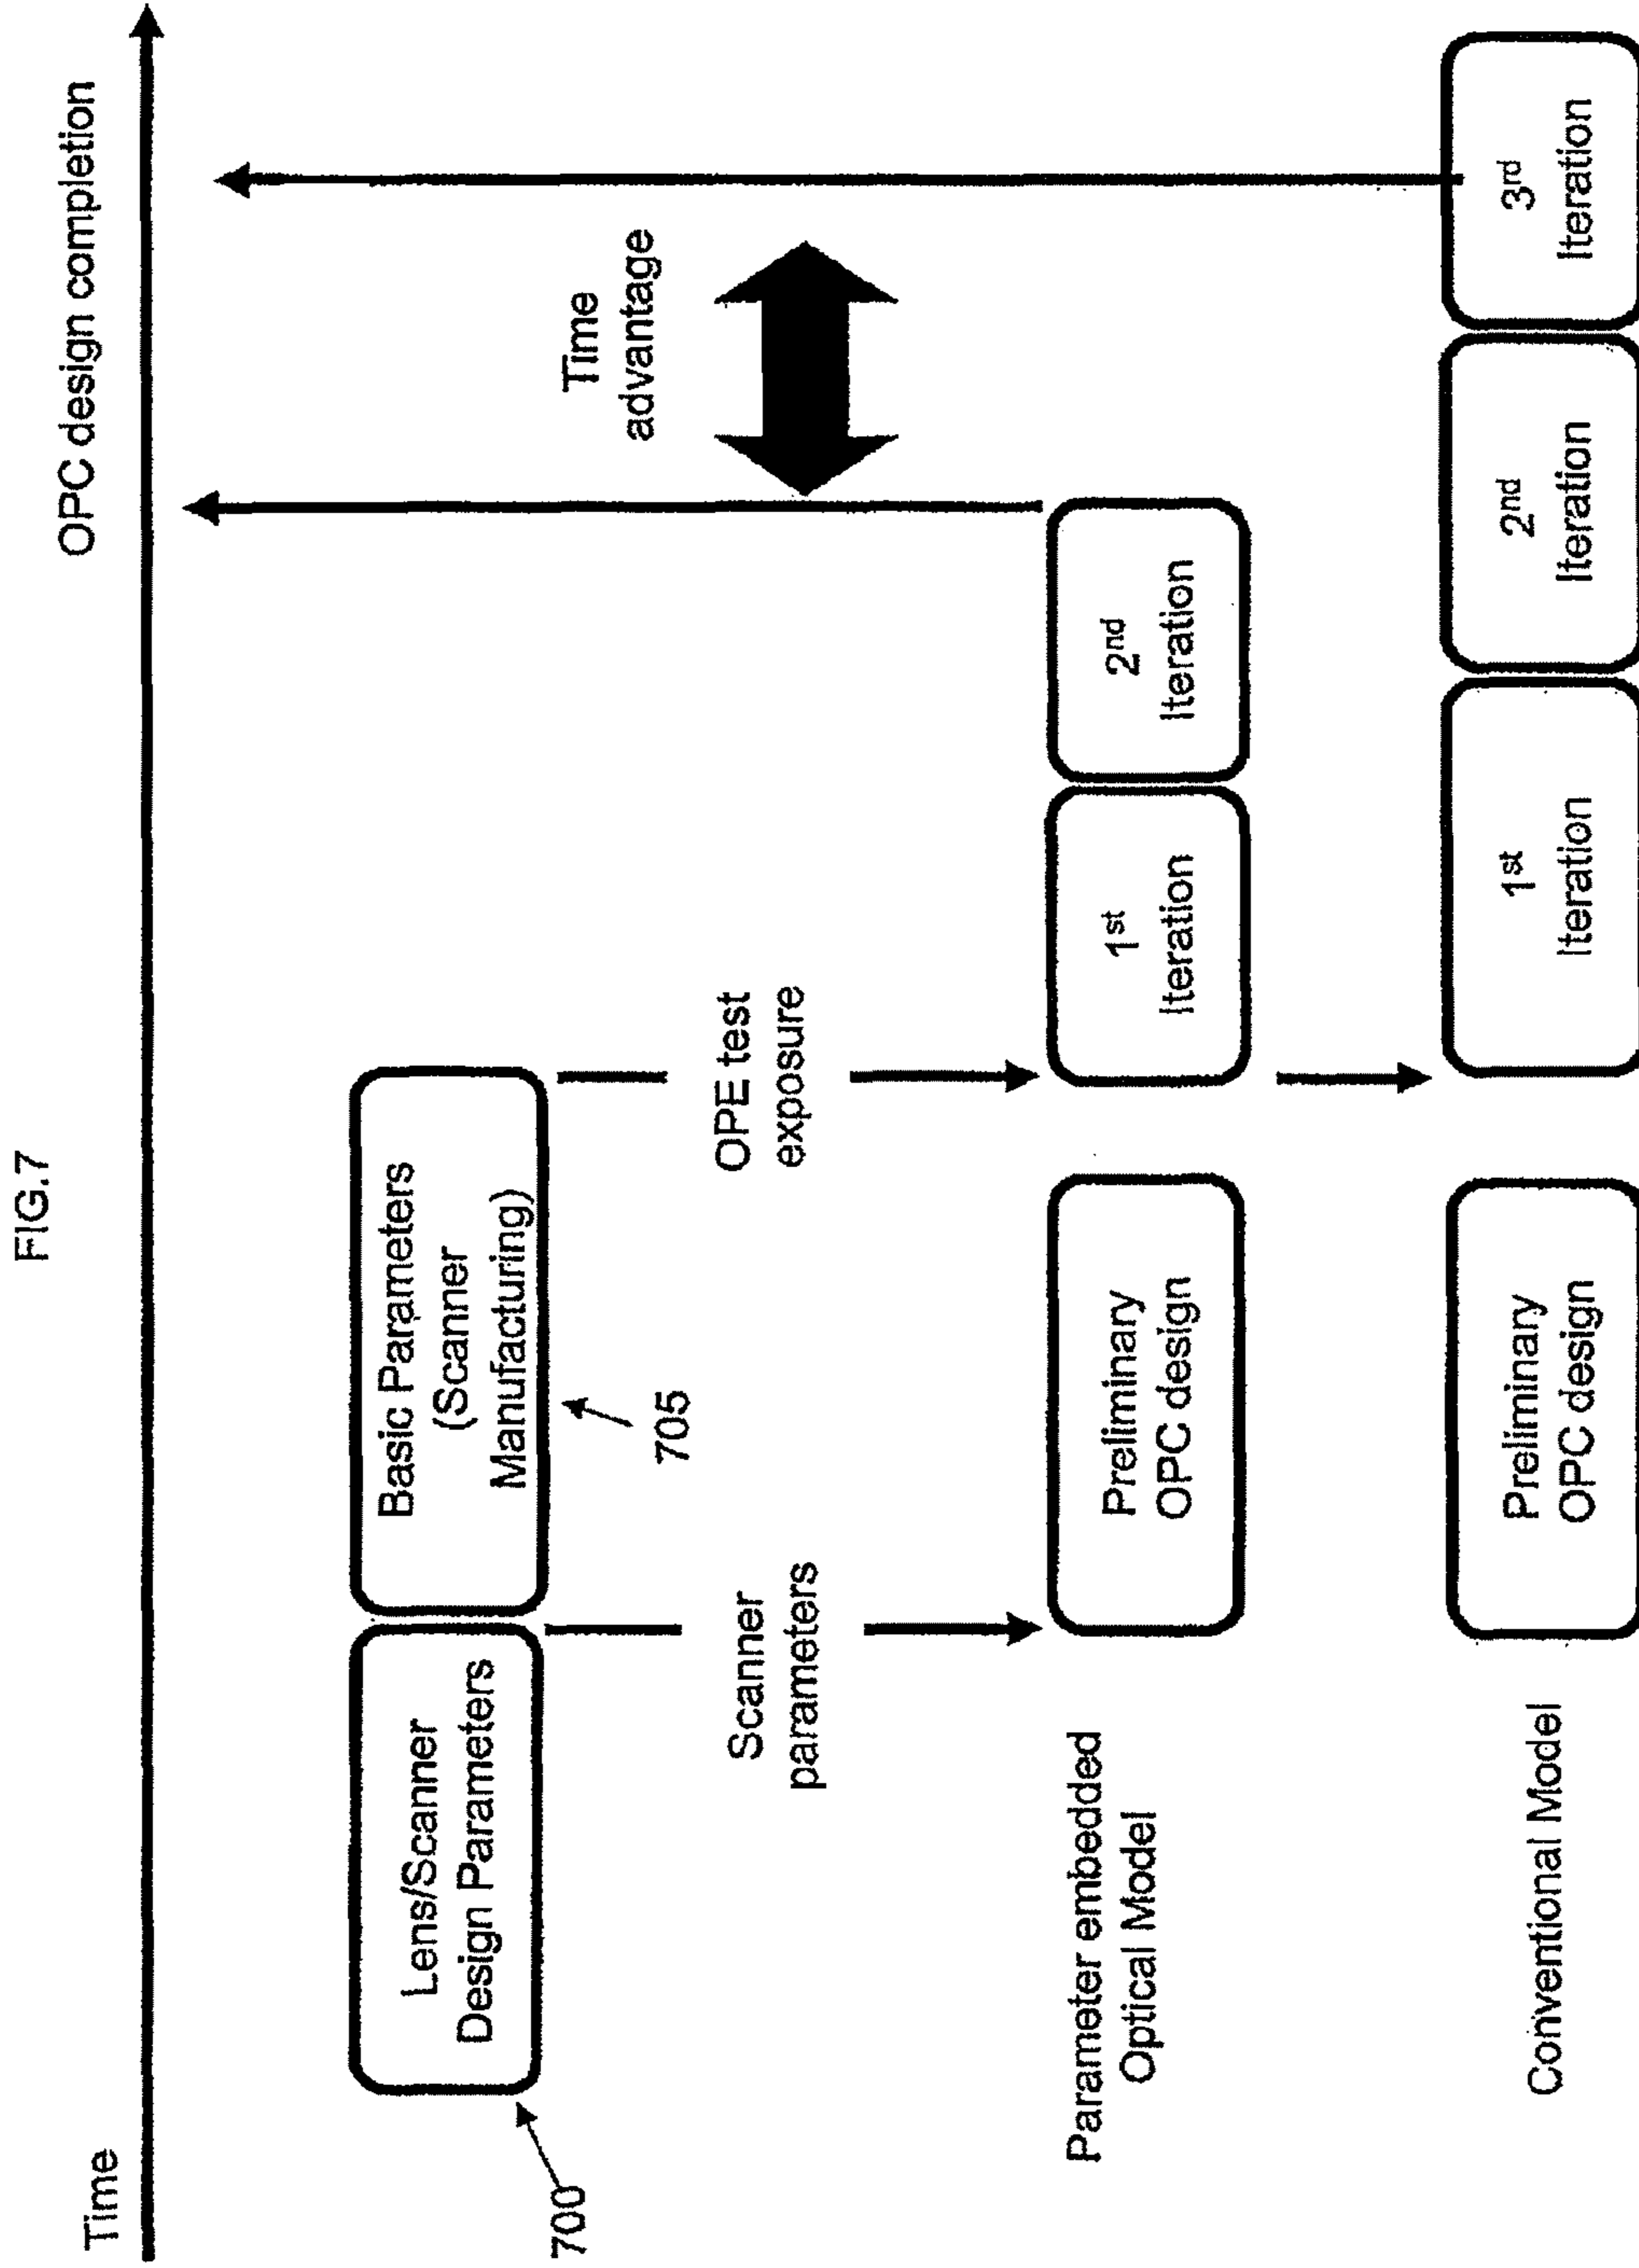 FIG.7
Time
OPC design completion
Lens/Scanner
Design Parameters
Basic Parameters
(Scanner
Manufacturing)
700
705
Scanner
parameters
OPE test
exposure
Time
advantage
Parameter embedded
Optical Model
Preliminary
OPC design
1st
Iteration
2nd
Iteration
Conventional Model
Preliminary
OPC design
1st
Iteration
2nd
Iteration
3rd
Iteration